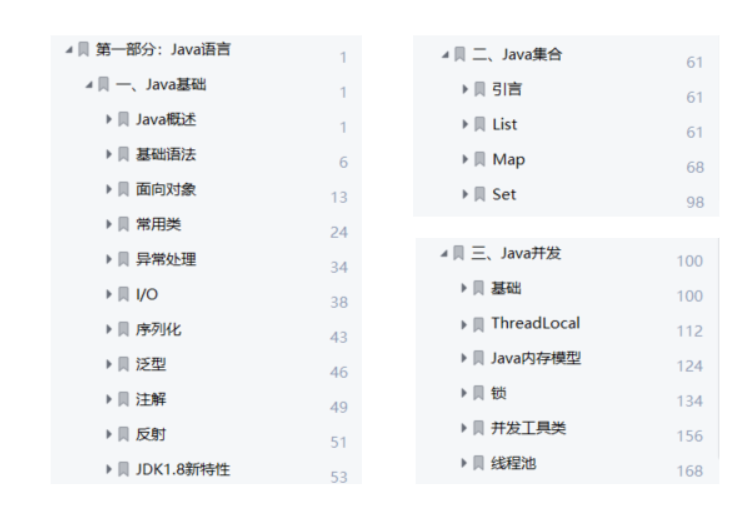 第一部分：Java语言 1
一、Java基础 1
Java概述 1
基础语法 6
面向对象 13
常用类 24
异常处理 34
I/O 38
序列化 43
泛型 46
注解 49
反射 51
JDK1.8新特性 53
二、Java集合 61
引言 61
List 61
Map 68
Set 98
三、Java并发 100
基础 100
ThreadLocal 112
Java内存模型 124
锁 134
并发工具类 156
线程池 168